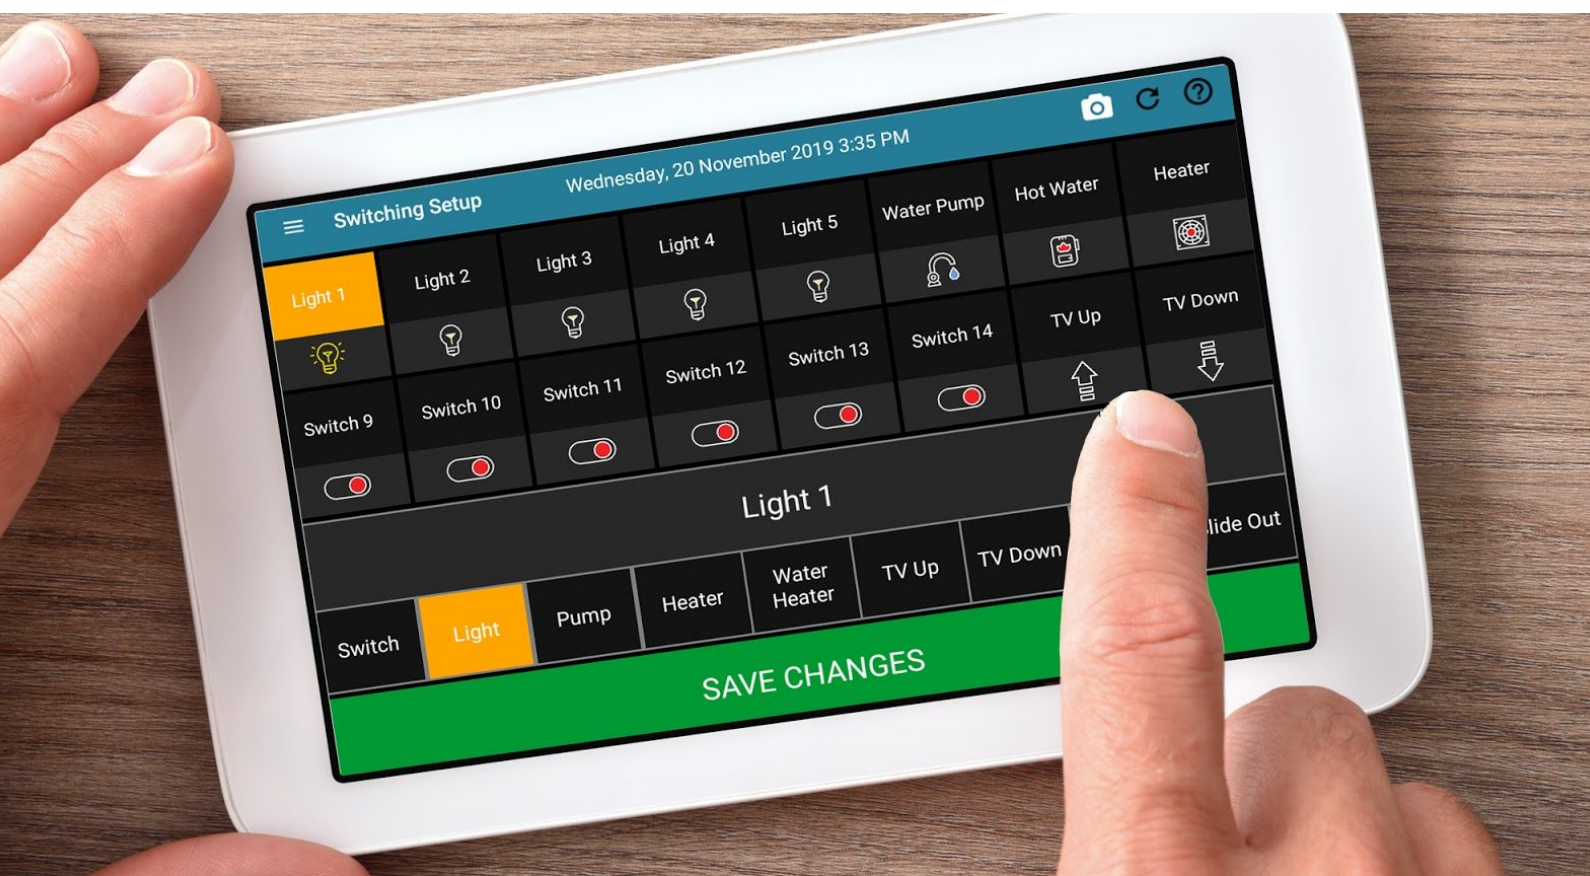 Switching Setup
Wednesday, 20 November 2019 3:35 PM
Light 1
Light 2
Light 3
Light 4
Light 5
Water Pump
Hot Water
Heater
Switch 9
Switch 10
Switch 11
Switch 12
Switch 13
Switch 14
TV Up
TV Down
Light 1
Switch
Light
Pump
Heater
Water
Heater
TV Up
TV Down
Out
SAVE CHANGES